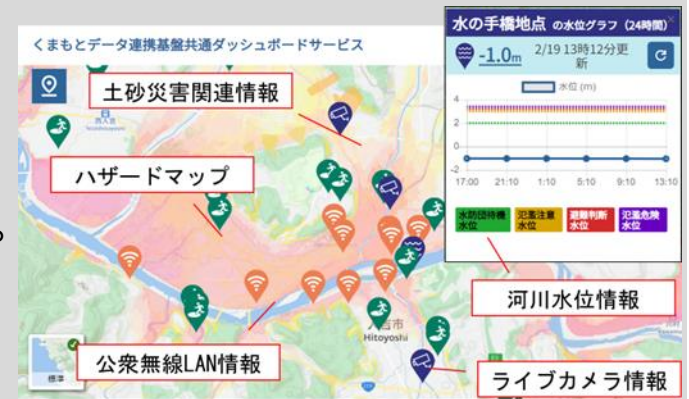 くまもとデータ連携基盤共通ダッシュボードサービス
土砂災害関連情報
ハザードマップ
公衆無線LAN情報
標準
人吉市
Hitoyoshi
水の手橋地点 の水位グラフ（24時間）
×
-1.0m
2/19 13時12分更
新
水位 (m)
4
2
0
-2
17:00 21:10 1:10 5:10 9:10 13:10
水防団待機
水位
氾濫注意
水位
避難判断
水位
氾濫危険
水位
河川水位情報
ライブカメラ情報